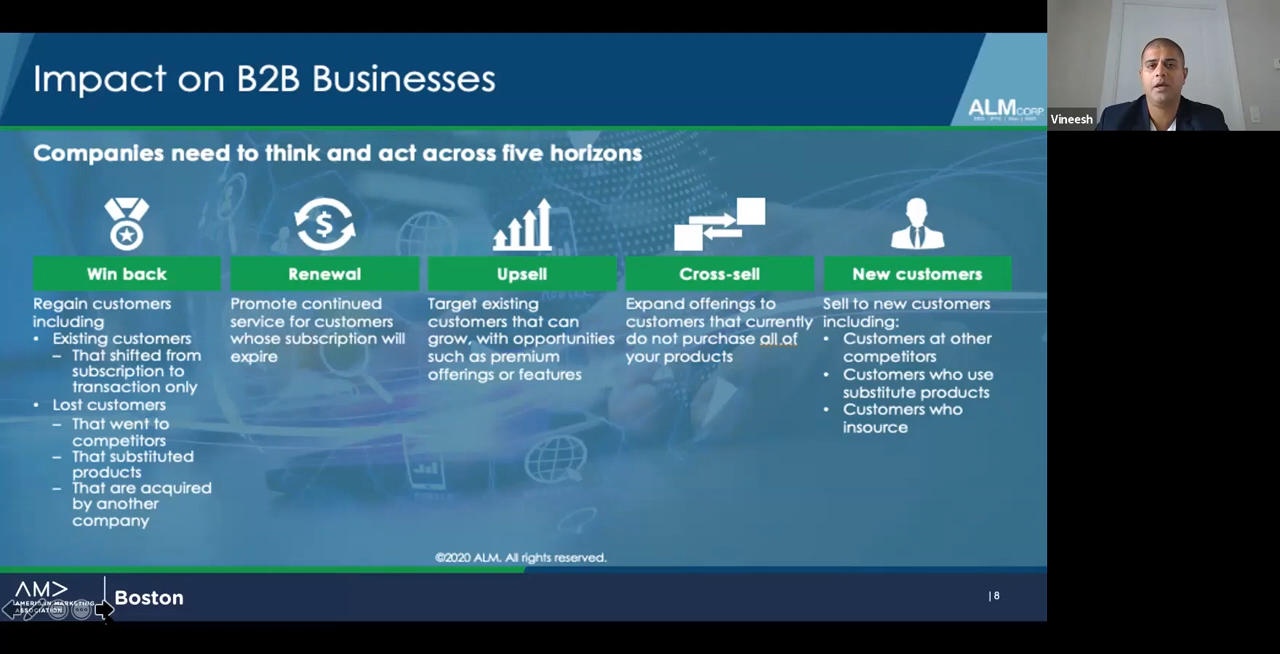 Impact on B2B Businesses
ALM CORP
Vineesh
Companies need to think and act across five horizons
$
Win back
Regain customers
including
• Existing customers
– That shifted from
subscription to
transaction only
• Lost customers
– That went to
competitors
– That substituted
products
– That are acquired
by another
company
Renewal
Promote continued
service for customers
whose subscription will
expire
Upsell
Target existing
customers that can
grow, with opportunities
such as premium
offerings or features
Cross-sell
Expand offerings to
customers that currently
do not purchase all of
your products
New customers
Sell to new customers
including:
• Customers at other
competitors
• Customers who use
substitute products
• Customers who
insource
©2020 ALM. All rights reserved.
AMERICAN MARKETING
ASSOCIATION
Boston
| 8